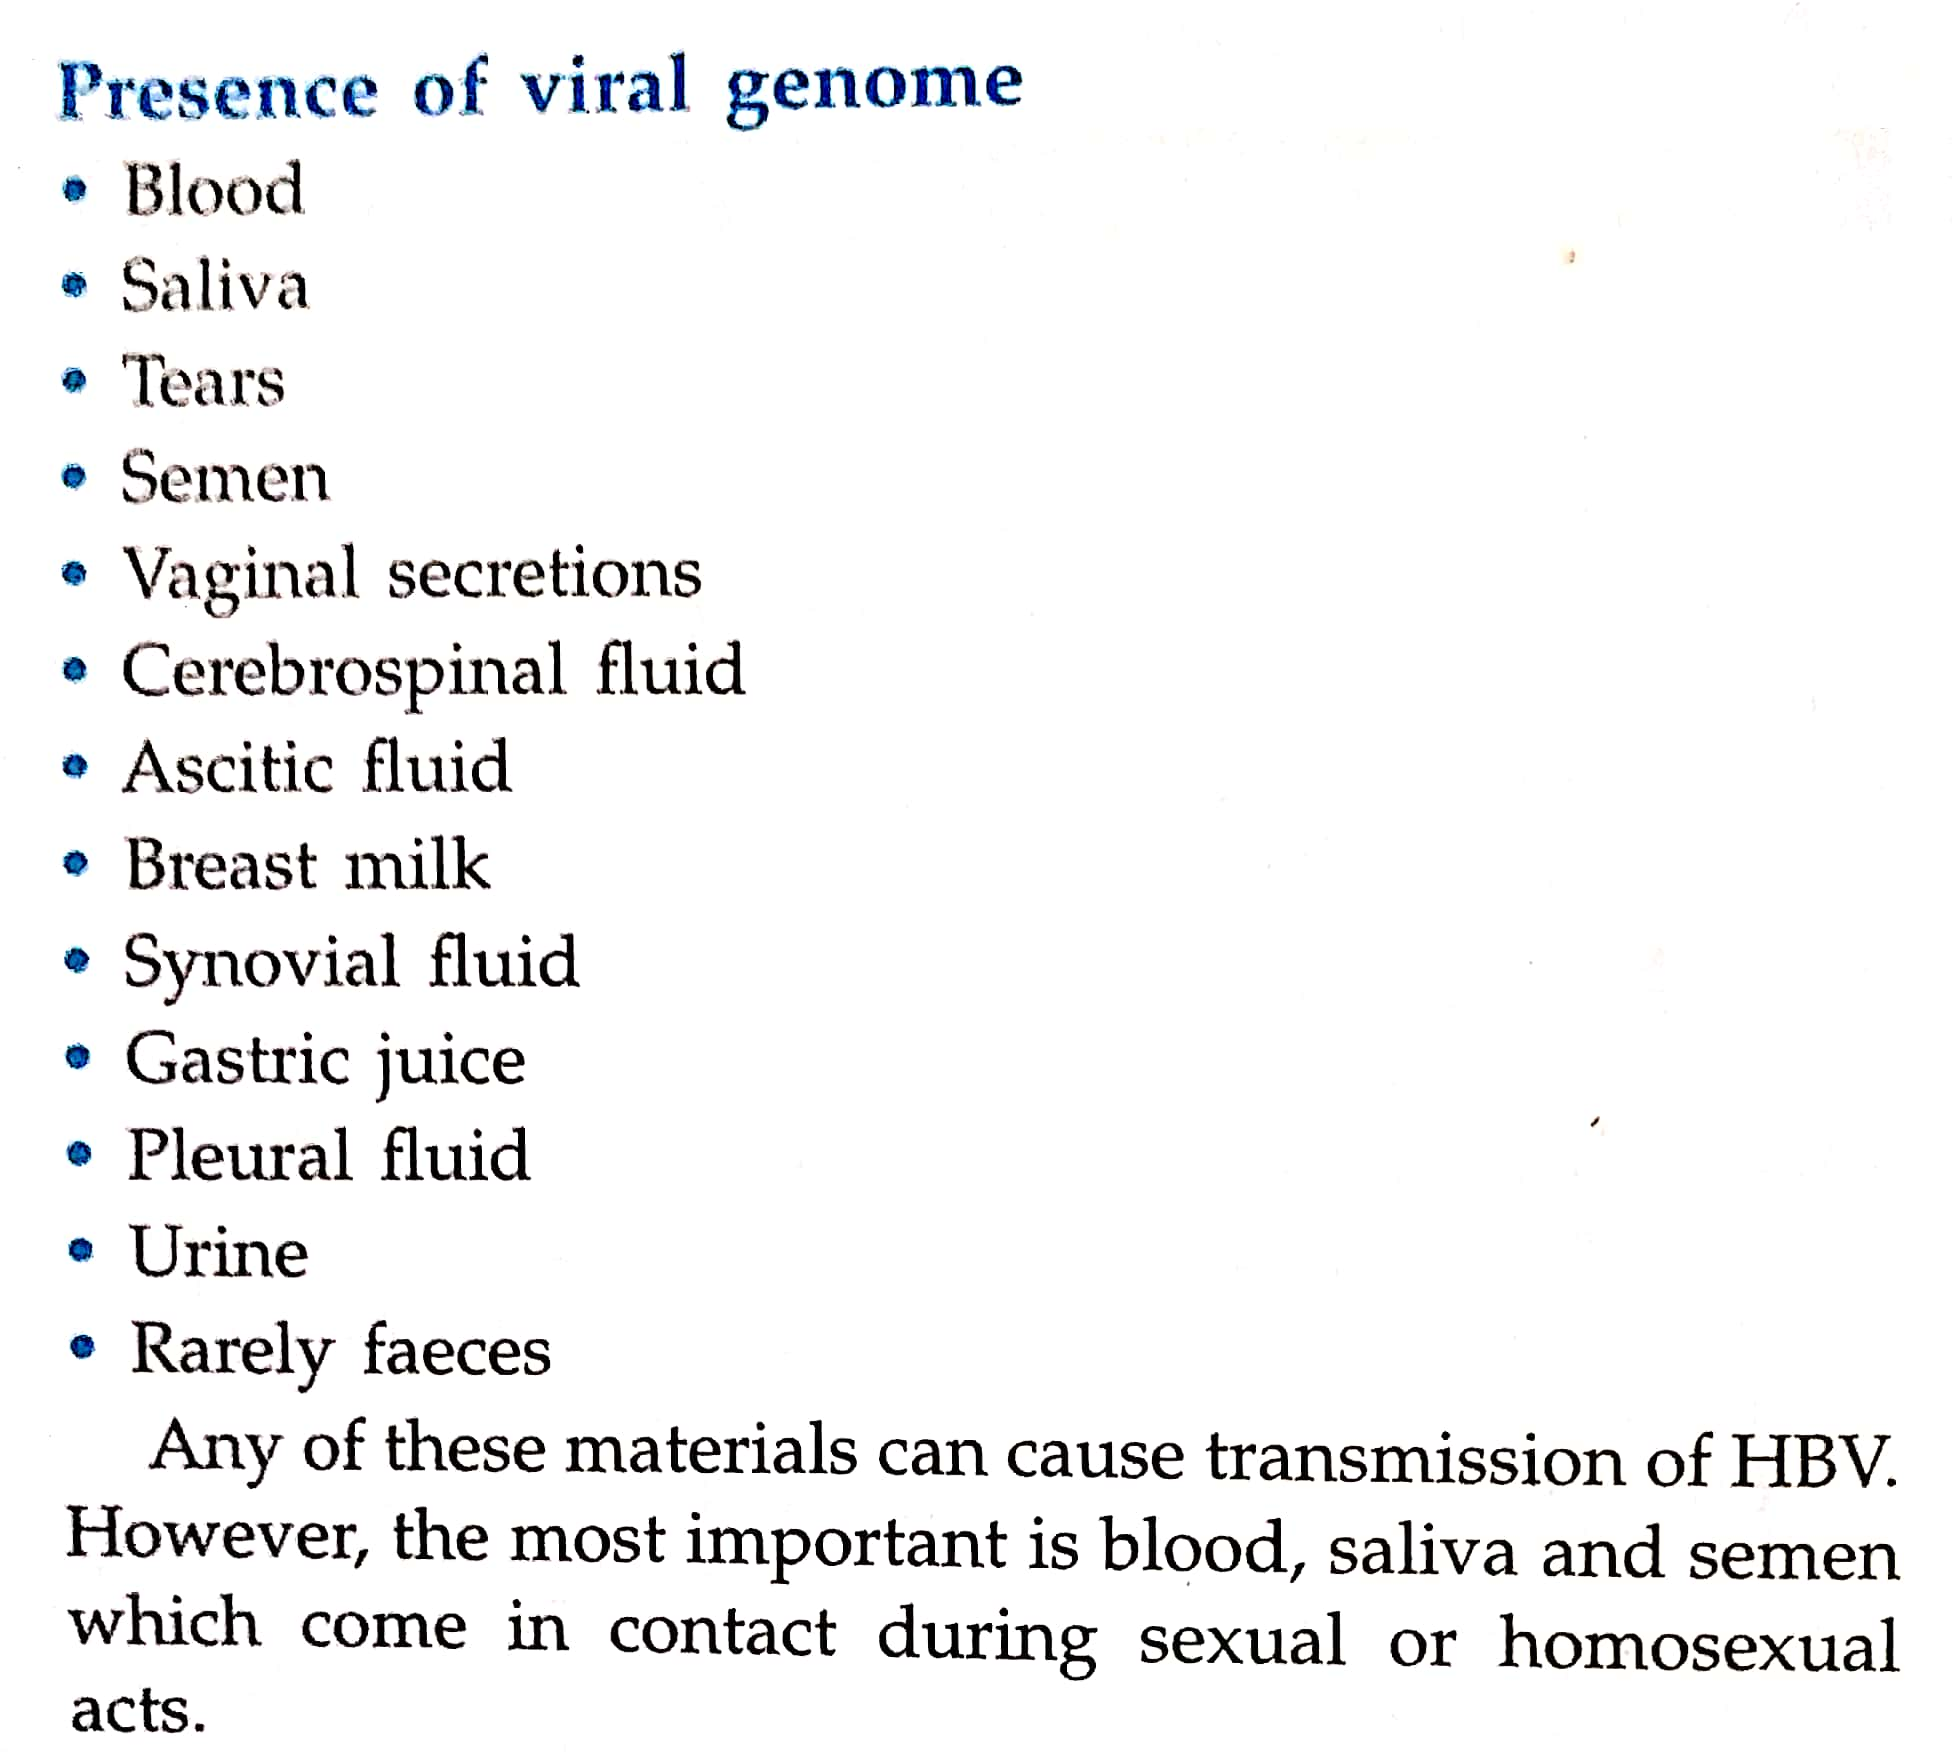 Presence of viral genome
• Blood
• Saliva
• Tears
• Semen
• Vaginal secretions
• Cerebrospinal fluid
• Ascitic fluid
• Breast milk
• Synovial fluid
• Gastric juice
• Pleural fluid
• Urine
• Rarely faeces
Any of these materials can cause transmission of HBV.
However, the most important is blood, saliva and semen
which come in contact during sexual or homosexual
acts.